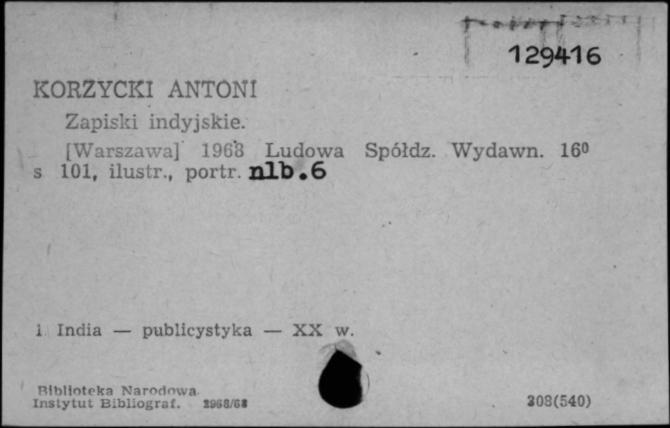 129416
KORZYCKI ANTONI
Zapiski indyjskie.
[Warszawa] 1968 Ludowa Spółdz. Wydawn. 16⁰
s 101, ilustr., portr. nlb.6
1 India — publicystyka — XX w.
Biblioteka Narodowa
Instytut Bibliograf. 2968/68
308(540)